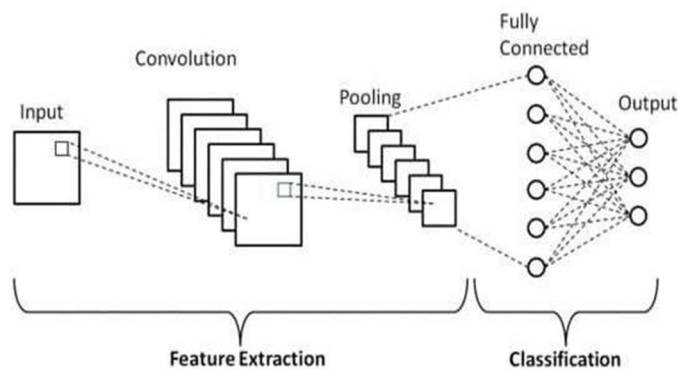 Input
Convolution
Pooling
Fully
Connected
Output
Feature Extraction
Classification